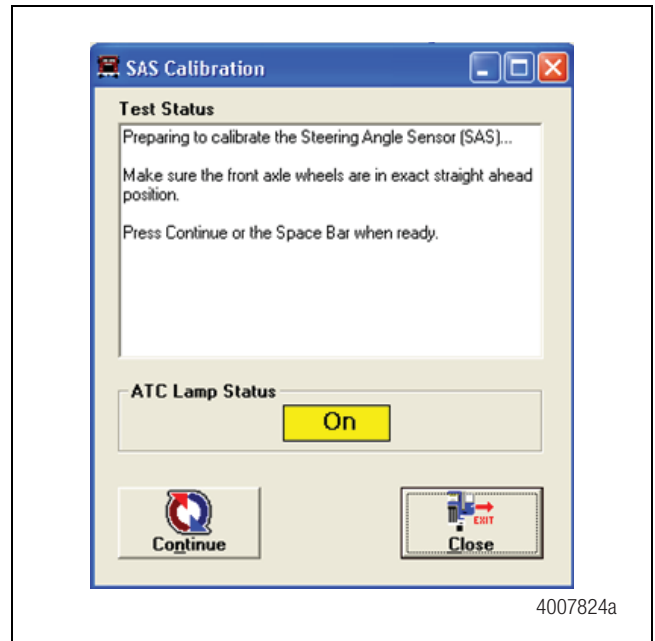 SAS Calibration
Test Status
Preparing to calibrate the Steering Angle Sensor (SAS)...
Make sure the front axle wheels are in exact straight ahead
position.
Press Continue or the Space Bar when ready.
ATC Lamp Status
On
EXIT
Continue
Close
4007824a